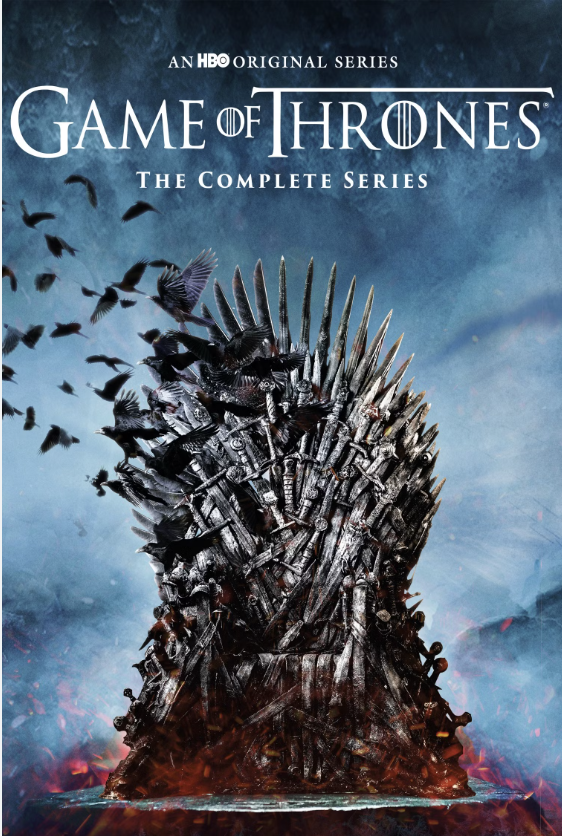 AN HBO ORIGINAL SERIES
GAME OF THRONES®
THE COMPLETE SERIES